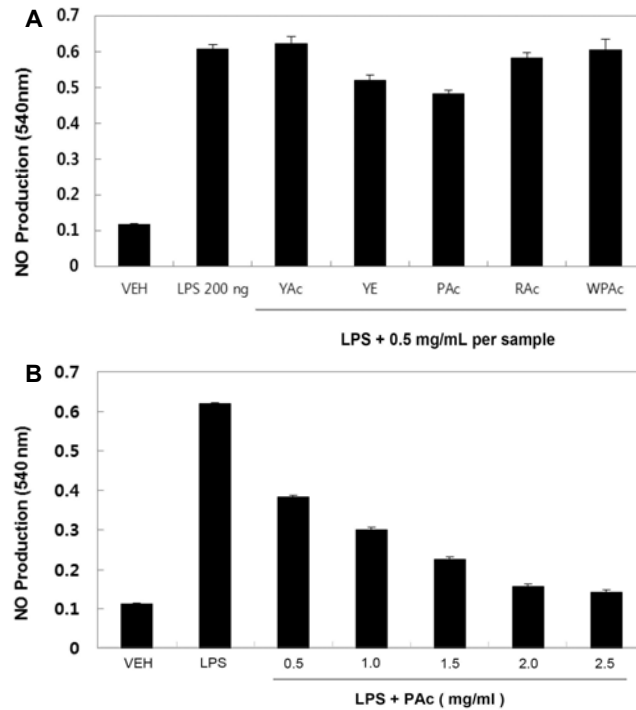 A
NO Production (540nm)
0.7
0.6
0.5
0.4
0.3
0.2
0.1
0
VEH LPS 200 ng YAc YE PAc RAc WPAc
LPS + 0.5 mg/mL per sample
B
NO Production (540 nm)
0.7
0.6
0.5
0.4
0.3
0.2
0.1
0
VEH LPS 0.5 1.0 1.5 2.0 2.5
LPS + PAc ( mg/ml )